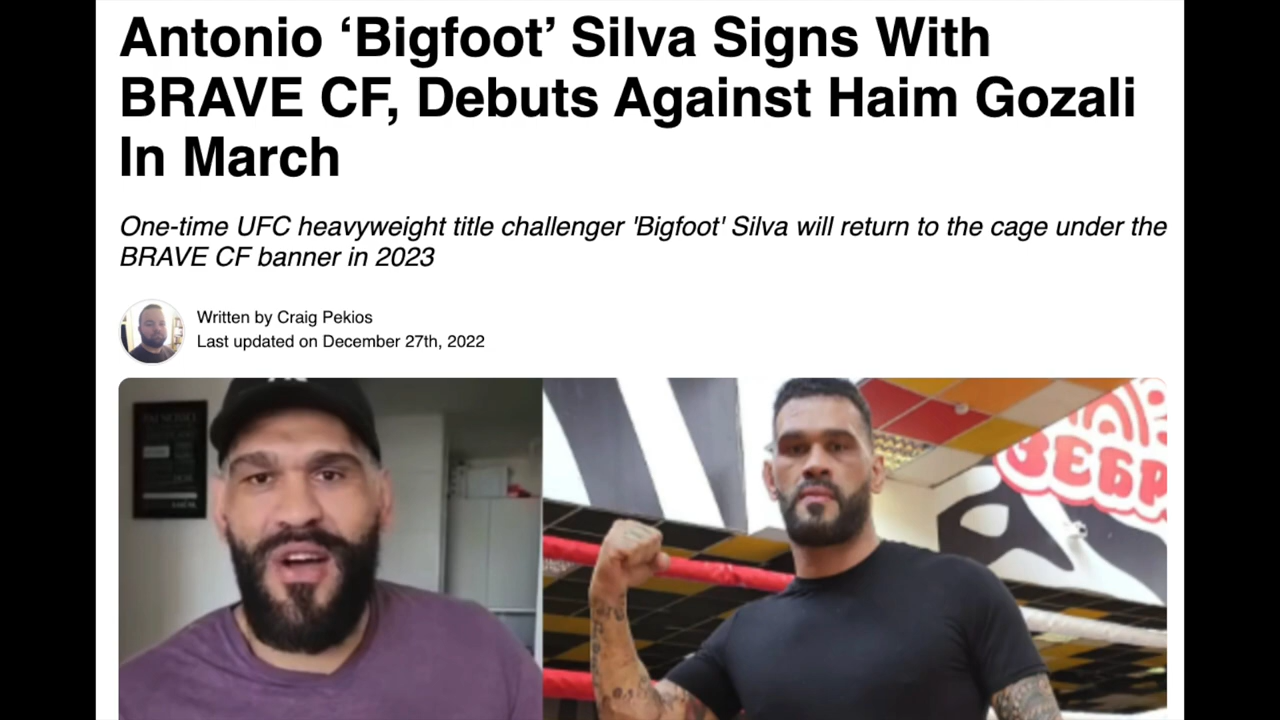 Antonio ‘Bigfoot’ Silva Signs With
BRAVE CF, Debuts Against Haim Gozali
In March
One-time UFC heavyweight title challenger 'Bigfoot' Silva will return to the cage under the
BRAVE CF banner in 2023
Written by Craig Pekios
Last updated on December 27th, 2022
ЗЕБР